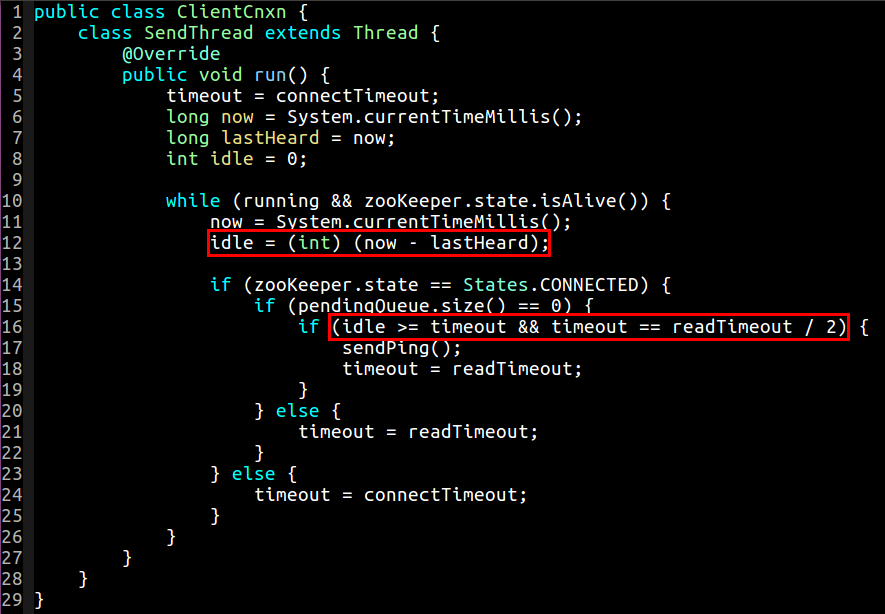 1 public class ClientCnxn {
2     class SendThread extends Thread {
3         @Override
4         public void run() {
5             timeout = connectTimeout;
6             long now = System.currentTimeMillis();
7             long lastHeard = now;
8             int idle = 0;
9
10             while (running && zooKeeper.state.isAlive()) {
11                 now = System.currentTimeMillis();
12                 idle = (int) (now - lastHeard);
13
14                 if (zooKeeper.state == States.CONNECTED) {
15                     if (pendingQueue.size() == 0) {
16                         if (idle >= timeout && timeout == readTimeout / 2) {
17                             sendPing();
18                             timeout = readTimeout;
19                         }
20                     } else {
21                         timeout = readTimeout;
22                     }
23                 } else {
24                     timeout = connectTimeout;
25                 }
26             }
27         }
28     }
29 }